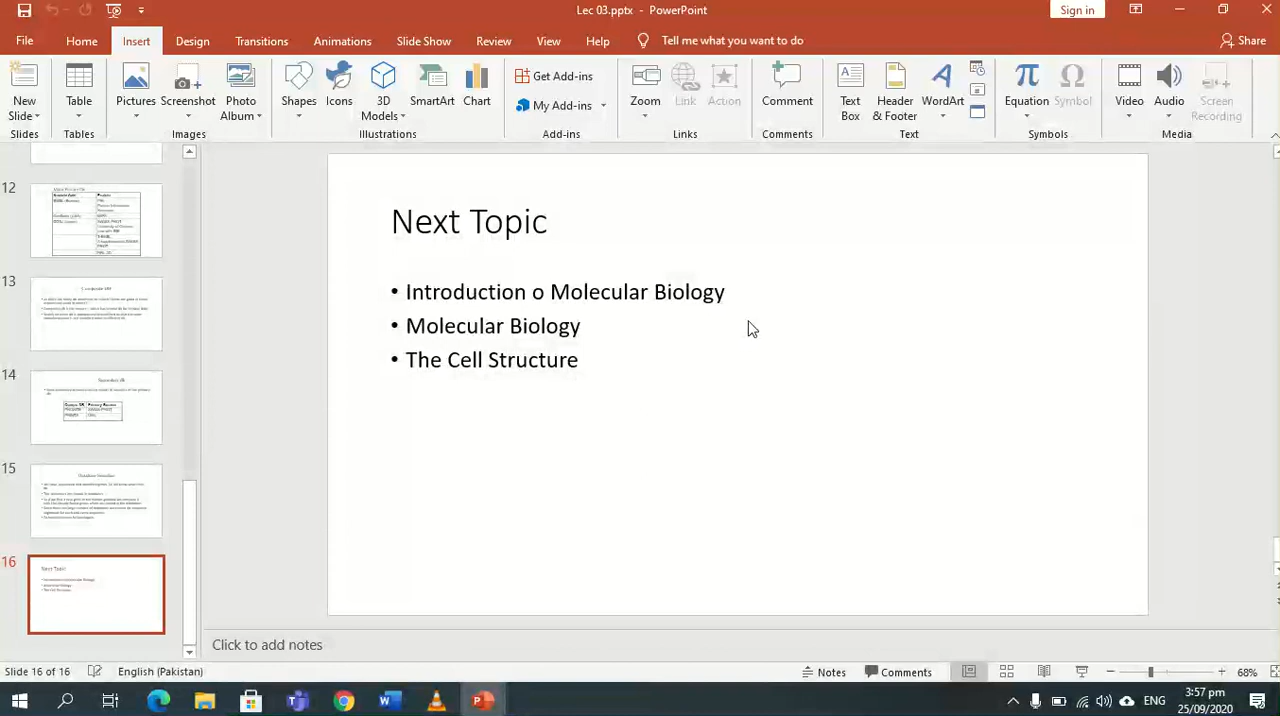 Lec 03.pptx - PowerPoint
Sign in
File Home Insert Design Transitions Animations Slide Show Review View Help Tell me what you want to do Share
New Slide
Table
Pictures
Screenshot
Photo Album
Shapes
Icons
3D Models
SmartArt
Chart
Get Add-ins
My Add-ins
Zoom
Link
Action
Comment
Text Box
Header & Footer
WordArt
Equation
Symbol
Video
Audio
Screen Recording
Slides Tables Images Illustrations Add-ins Links Comments Text Symbols Media
12
13
14
15
16
Next Topic
Next Topic
• Introduction o Molecular Biology
• Molecular Biology
• The Cell Structure
Click to add notes
Slide 16 of 16 English (Pakistan) Notes Comments 68%
ENG
3:57 pm
25/09/2020